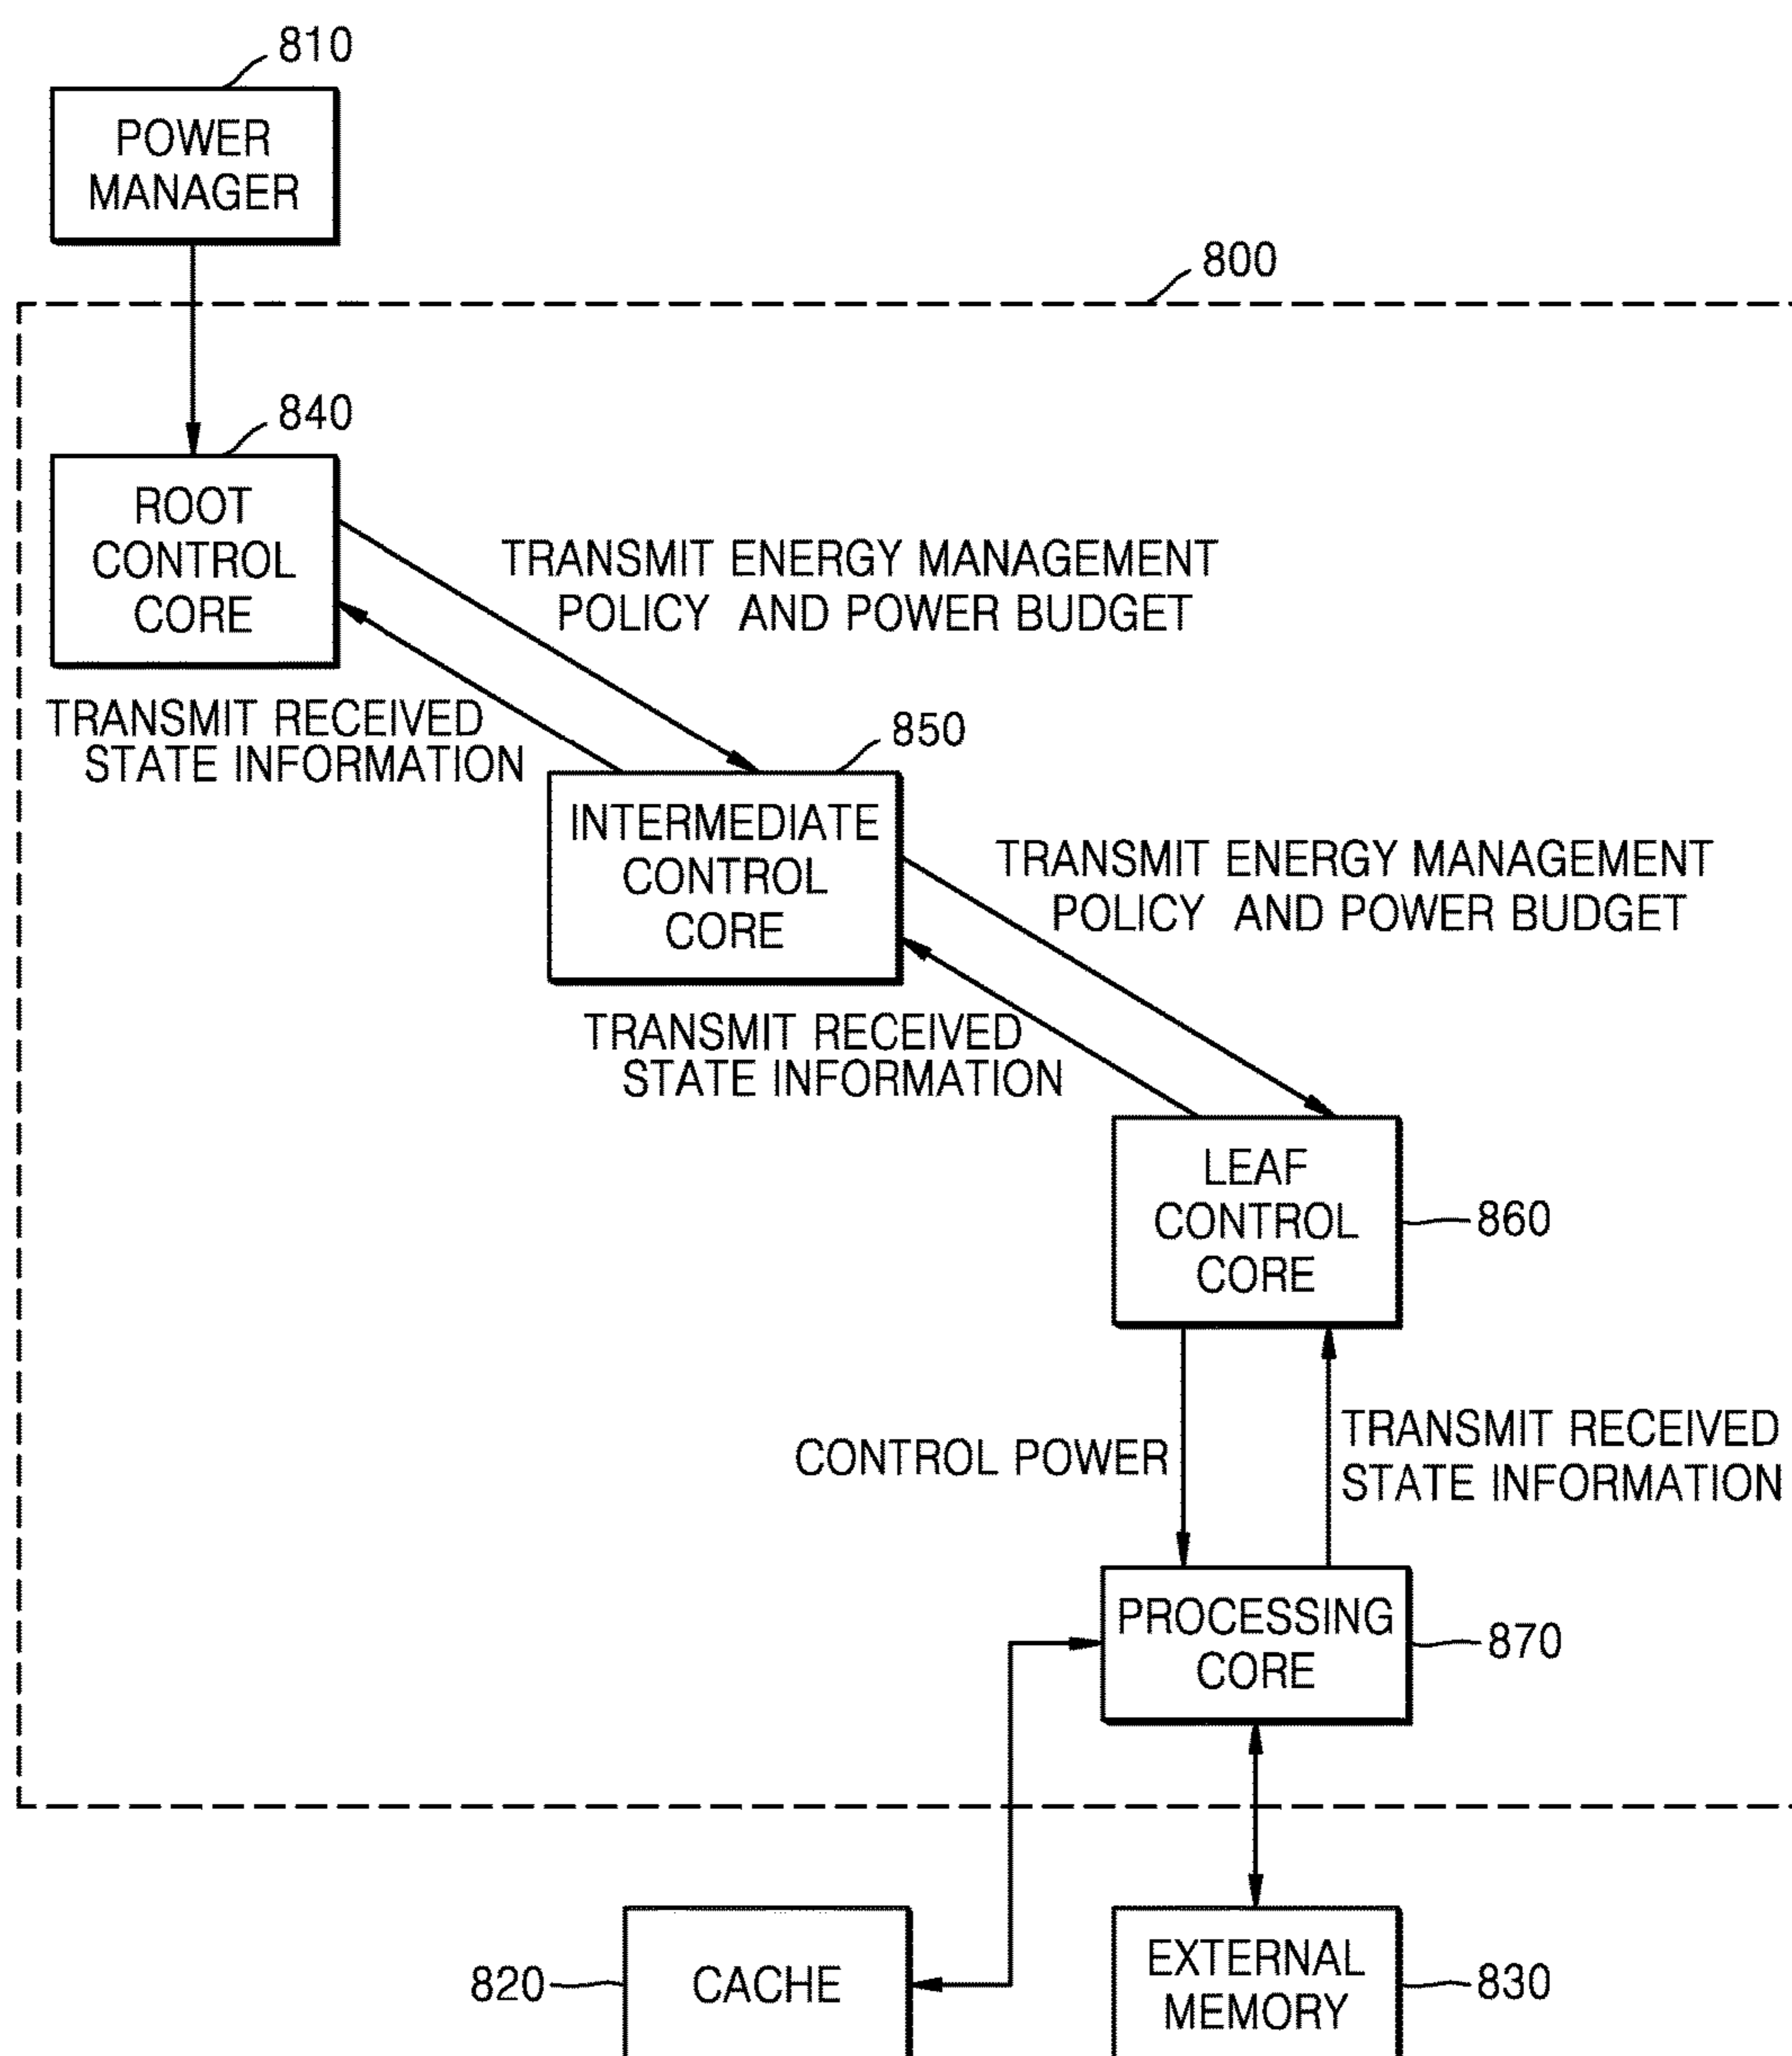 810
POWER
MANAGER
800
840
ROOT
CONTROL
CORE
TRANSMIT ENERGY MANAGEMENT
POLICY AND POWER BUDGET
TRANSMIT RECEIVED
STATE INFORMATION
850
INTERMEDIATE
CONTROL
CORE
TRANSMIT ENERGY MANAGEMENT
POLICY AND POWER BUDGET
TRANSMIT RECEIVED
STATE INFORMATION
LEAF
CONTROL
CORE
860
CONTROL POWER
TRANSMIT RECEIVED
STATE INFORMATION
PROCESSING
CORE
870
820
CACHE
EXTERNAL
MEMORY
830